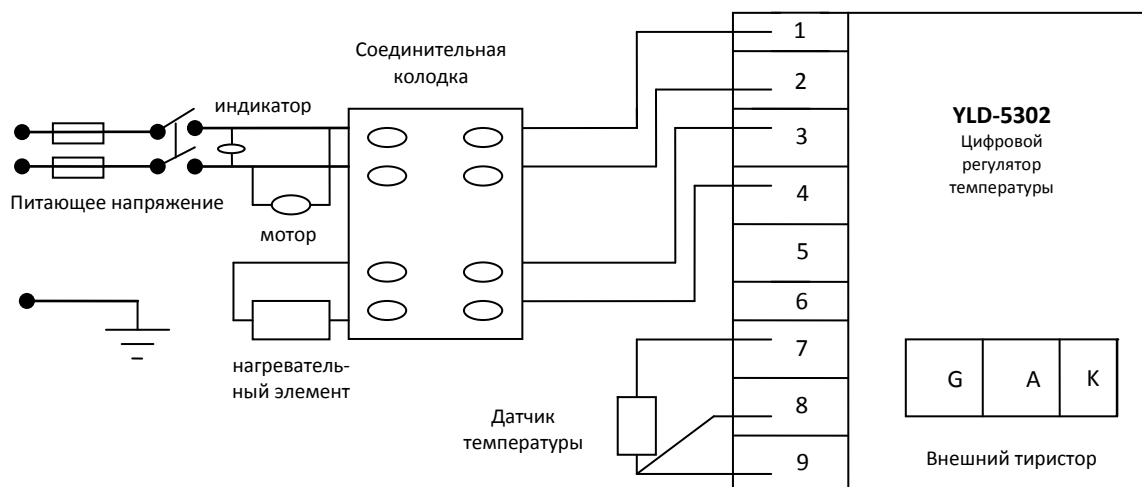 Соединительная
колодка
индикатор
Питающее напряжение
мотор
нагреватель-
ный элемент
Датчик
температуры
1
2
3
4
5
6
7
8
9
YLD-5302
Цифровой
регулятор
температуры
G A K
Внешний тиристор